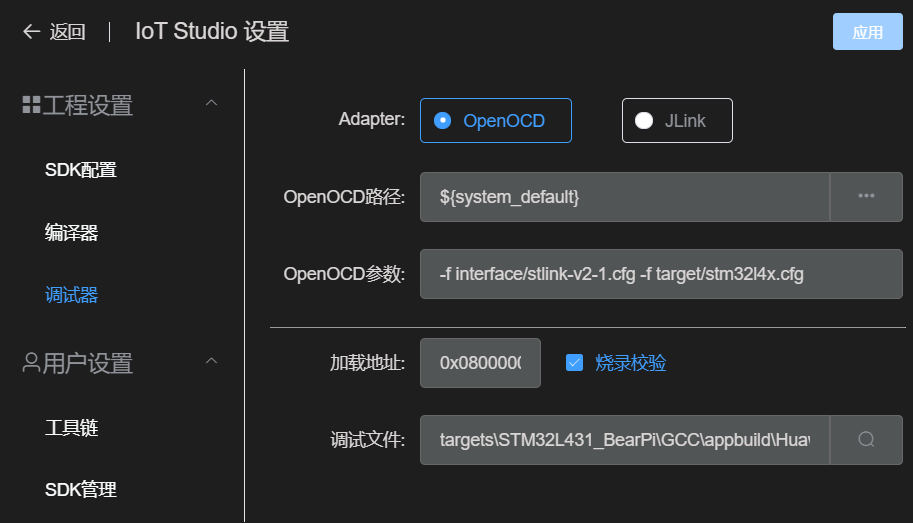 返回 IoT Studio 设置 应用
工程设置
SDK配置
编译器
调试器
用户设置
工具链
SDK管理
Adapter: OpenOCD JLink
OpenOCD路径: ${system_default} ...
OpenOCD参数: -f interface/stlink-v2-1.cfg -f target/stm32l4x.cfg
加载地址: 0x0800000 烧录校验
调试文件: targets\STM32L431_BearPi\GCC\appbuild\Huaw